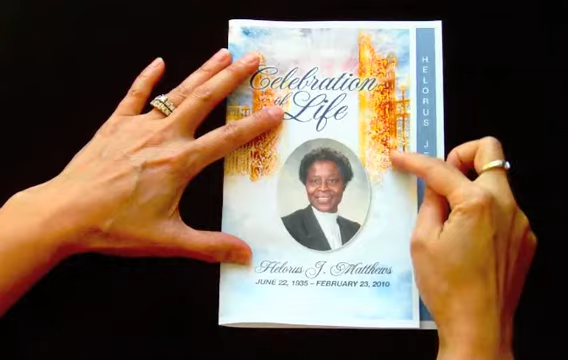 Celebration
of Life
Helorus J. Matthews
JUNE 22, 1935 – FEBRUARY 23, 2010
HELORUS J